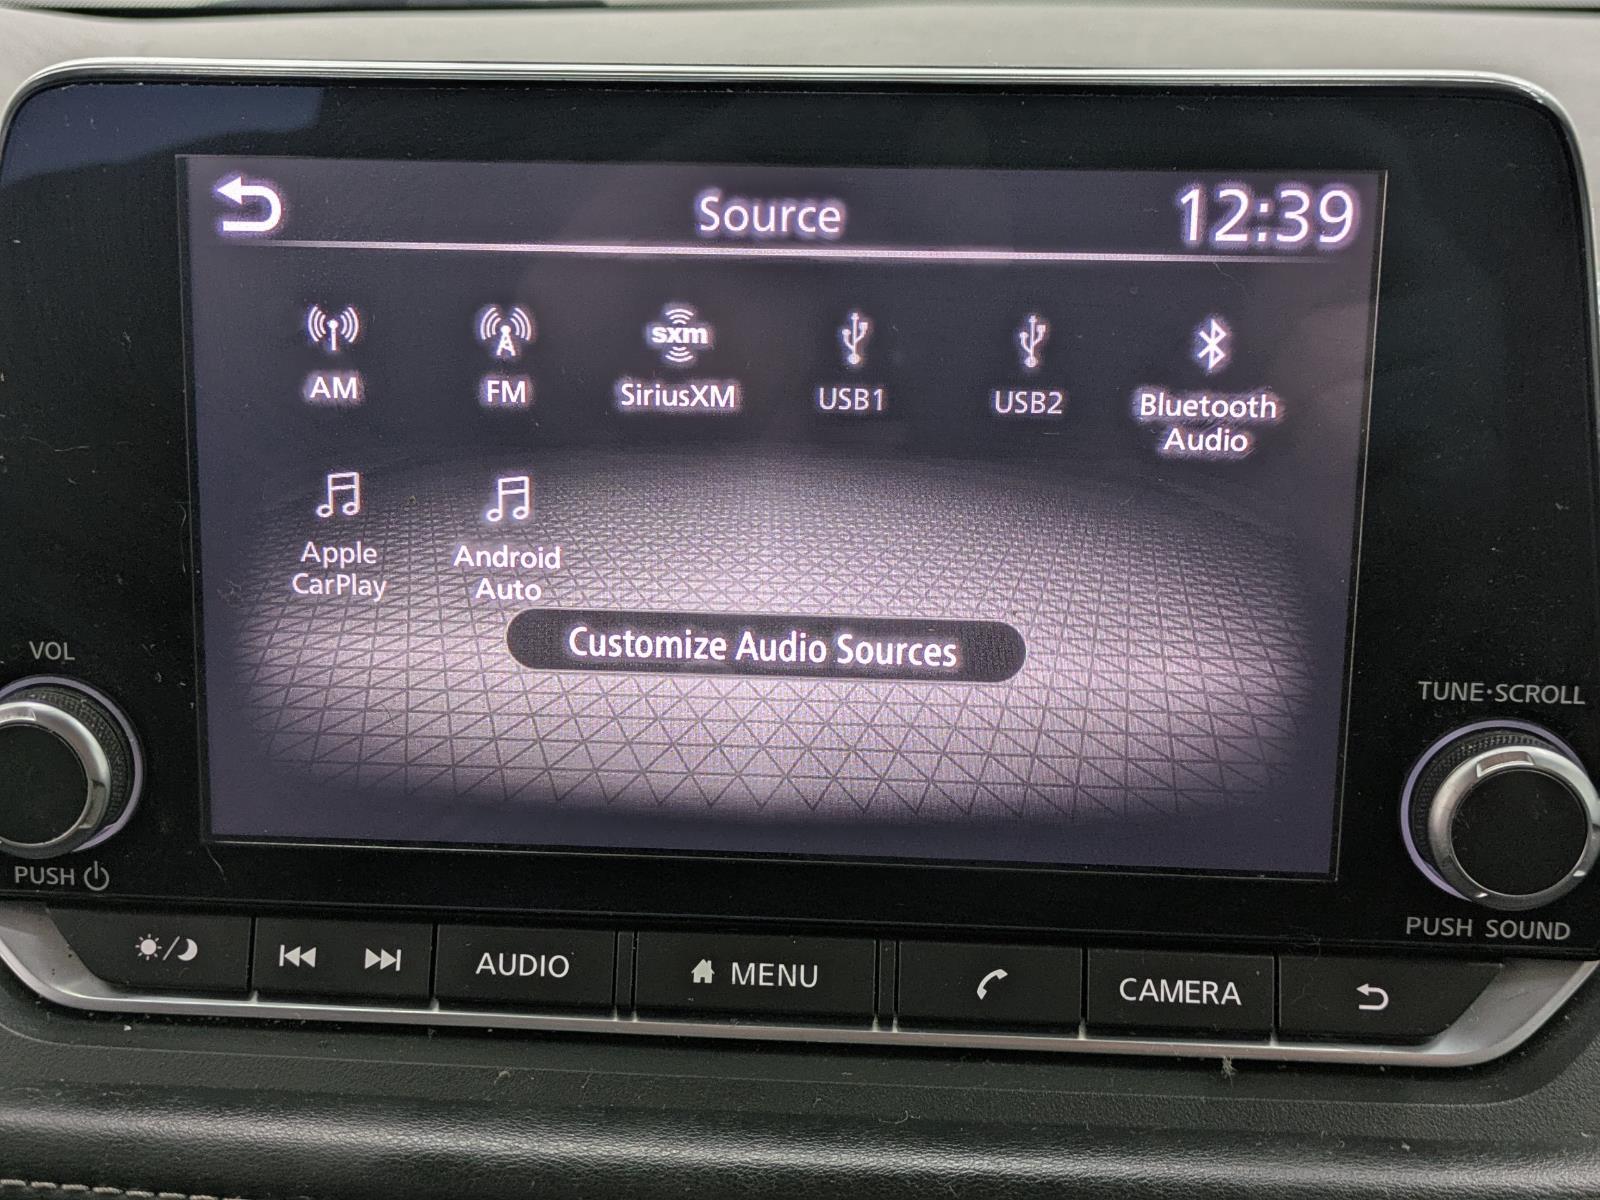 Source
12:39
sxm
AM
FM
SiriusXM
USB1
USB2
Bluetooth
Audio
Apple
CarPlay
Android
Auto
Customize Audio Sources
VOL
PUSH
TUNE·SCROLL
PUSH SOUND
AUDIO
MENU
CAMERA